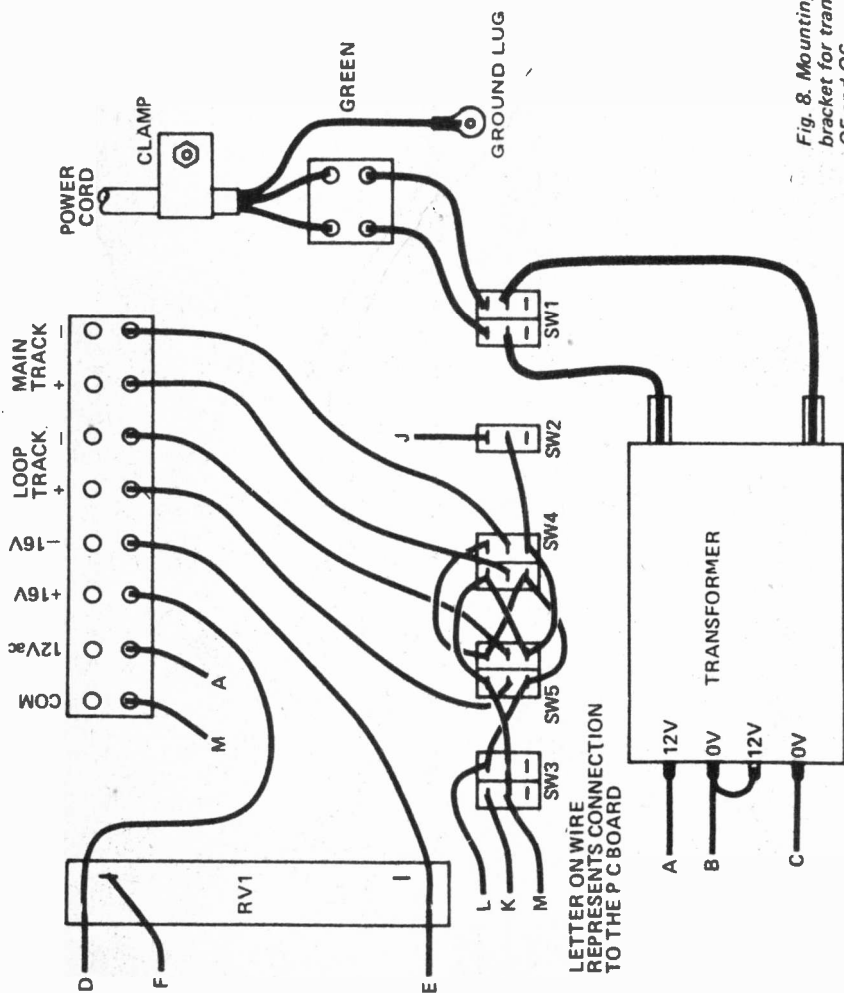 POWER
CORD
CLAMP
GREEN
GROUND LUG
MAIN
TRACK
LOOP
TRACK
COM
12Vac
+16V
−16V
+
−
+
−
M
A
D
F
E
RV1
J
SW1
SW2
SW4
SW5
SW3
L
K
M
LETTER ON WIRE
REPRESENTS CONNECTION
TO THE P C BOARD
TRANSFORMER
12V
0V
12V
0V
A
B
C
Fig. 8. Mountin
bracket for tran